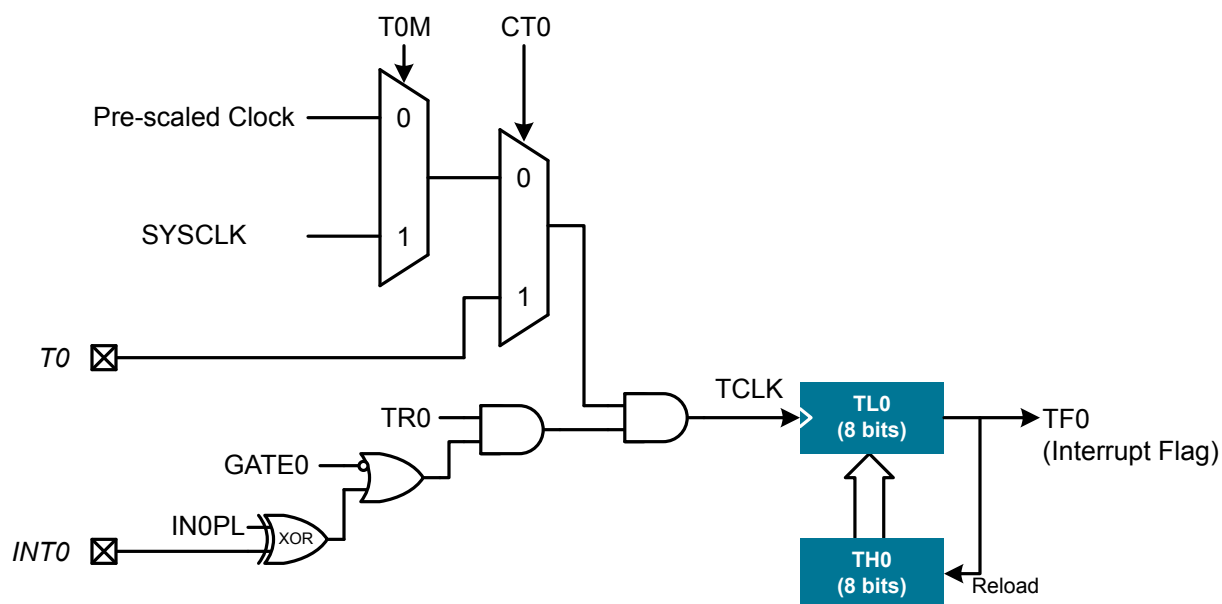 T0M
CT0
Pre-scaled Clock
0
0
SYSCLK
1
1
T0
TR0
TCLK
TL0
(8 bits)
TF0
(Interrupt Flag)
GATE0
IN0PL
XOR
INT0
TH0
(8 bits)
Reload